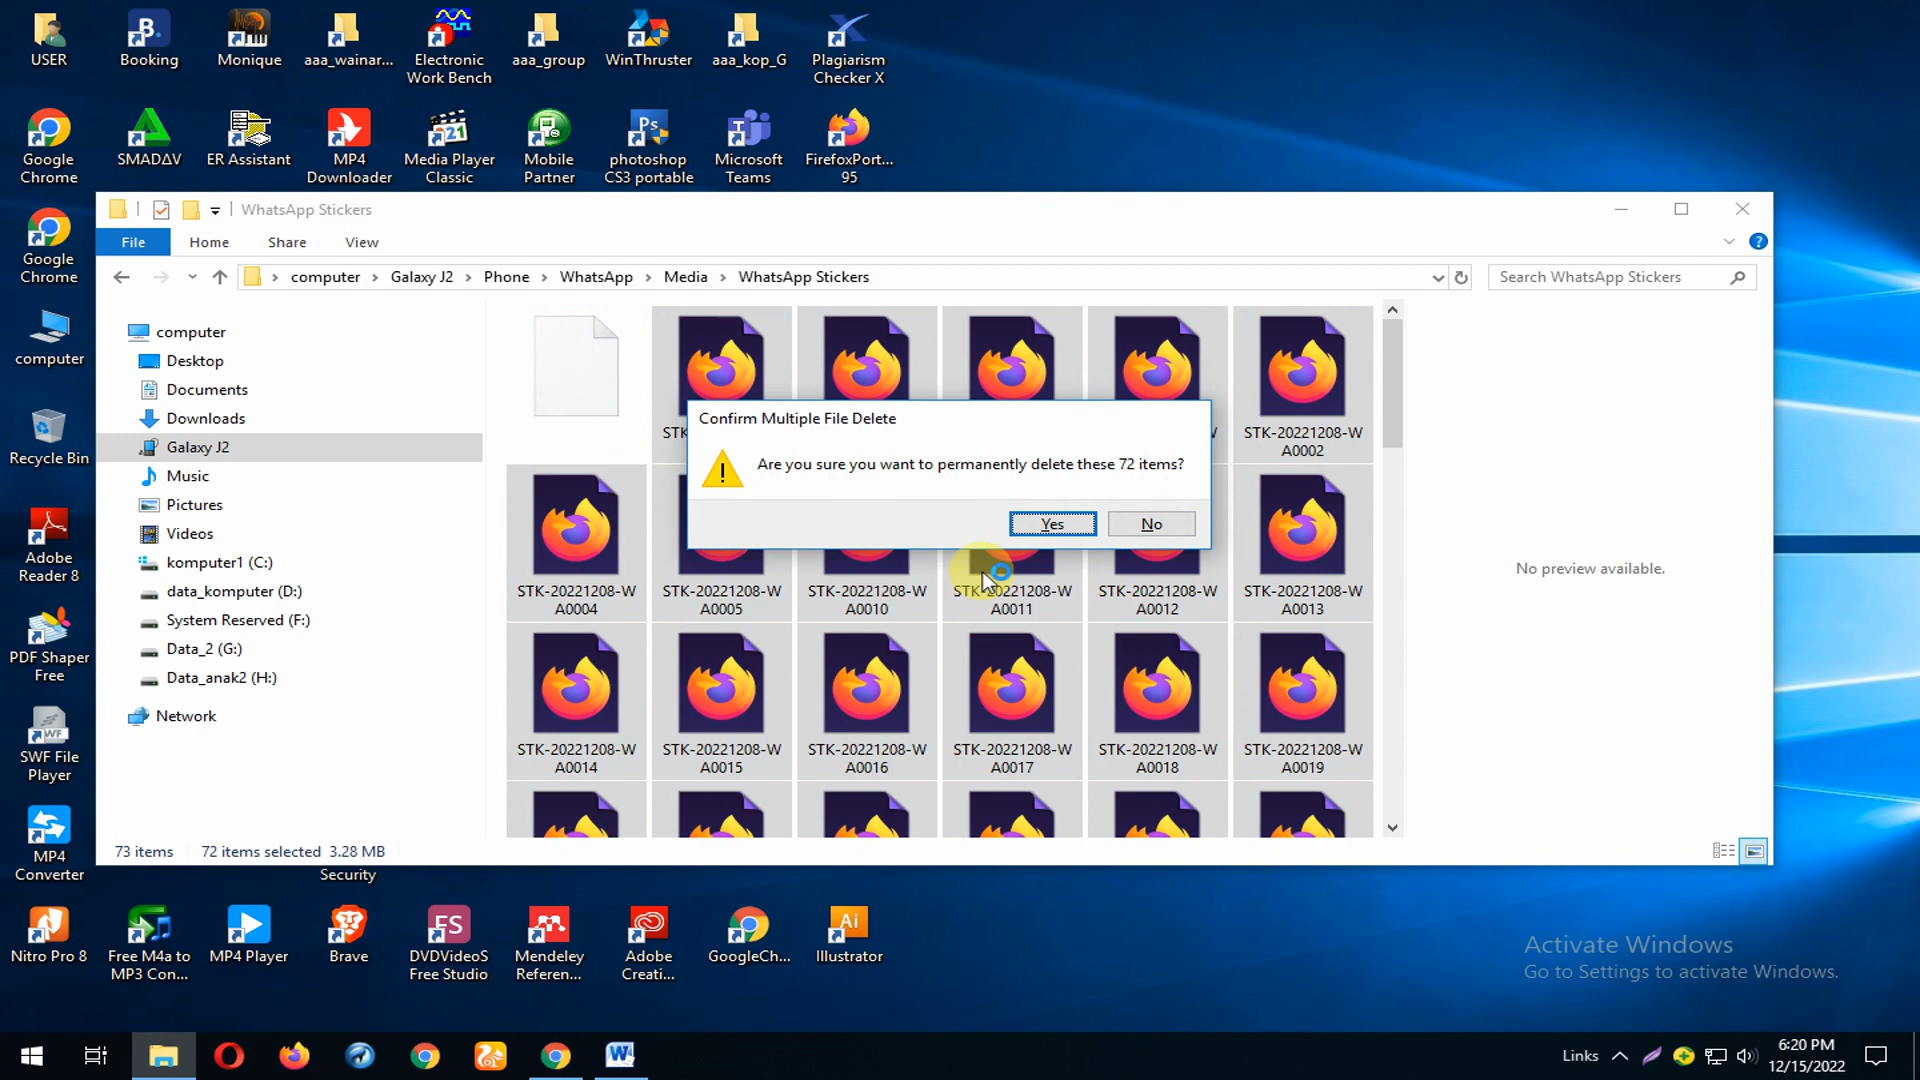 USER
Booking
Monique
aaa_wainar...
Electronic
Work Bench
aaa_group
WinThruster
aaa_kop_G
Plagiarism
Checker X
Google
Chrome
SMADΔV
ER Assistant
MP4
Downloader
Media Player
Classic
Mobile
Partner
photoshop
CS3 portable
Microsoft
Teams
FirefoxPort...
95
Google
Chrome
computer
Recycle Bin
Adobe
Reader 8
PDF Shaper
Free
SWF File
Player
MP4
Converter
Security
WhatsApp Stickers
File
Home
Share
View
computer
Galaxy J2
Phone
WhatsApp
Media
WhatsApp Stickers
Search WhatsApp Stickers
computer
Desktop
Documents
Downloads
Galaxy J2
Music
Pictures
Videos
komputer1 (C:)
data_komputer (D:)
System Reserved (F:)
Data_2 (G:)
Data_anak2 (H:)
Network
STK-20221208-W
A0002
Confirm Multiple File Delete
Are you sure you want to permanently delete these 72 items?
Yes
No
STK-20221208-W
A0004
STK-20221208-W
A0005
STK-20221208-W
A0010
STK-20221208-W
A0011
STK-20221208-W
A0012
STK-20221208-W
A0013
STK-20221208-W
A0014
STK-20221208-W
A0015
STK-20221208-W
A0016
STK-20221208-W
A0017
STK-20221208-W
A0018
STK-20221208-W
A0019
No preview available.
73 items
72 items selected 3.28 MB
Nitro Pro 8
Free M4a to
MP3 Con...
MP4 Player
Brave
DVDVideoS
Free Studio
Mendeley
Referen...
Adobe
Creati...
GoogleCh...
Illustrator
Activate Windows
Go to Settings to activate Windows.
Links
6:20 PM
12/15/2022